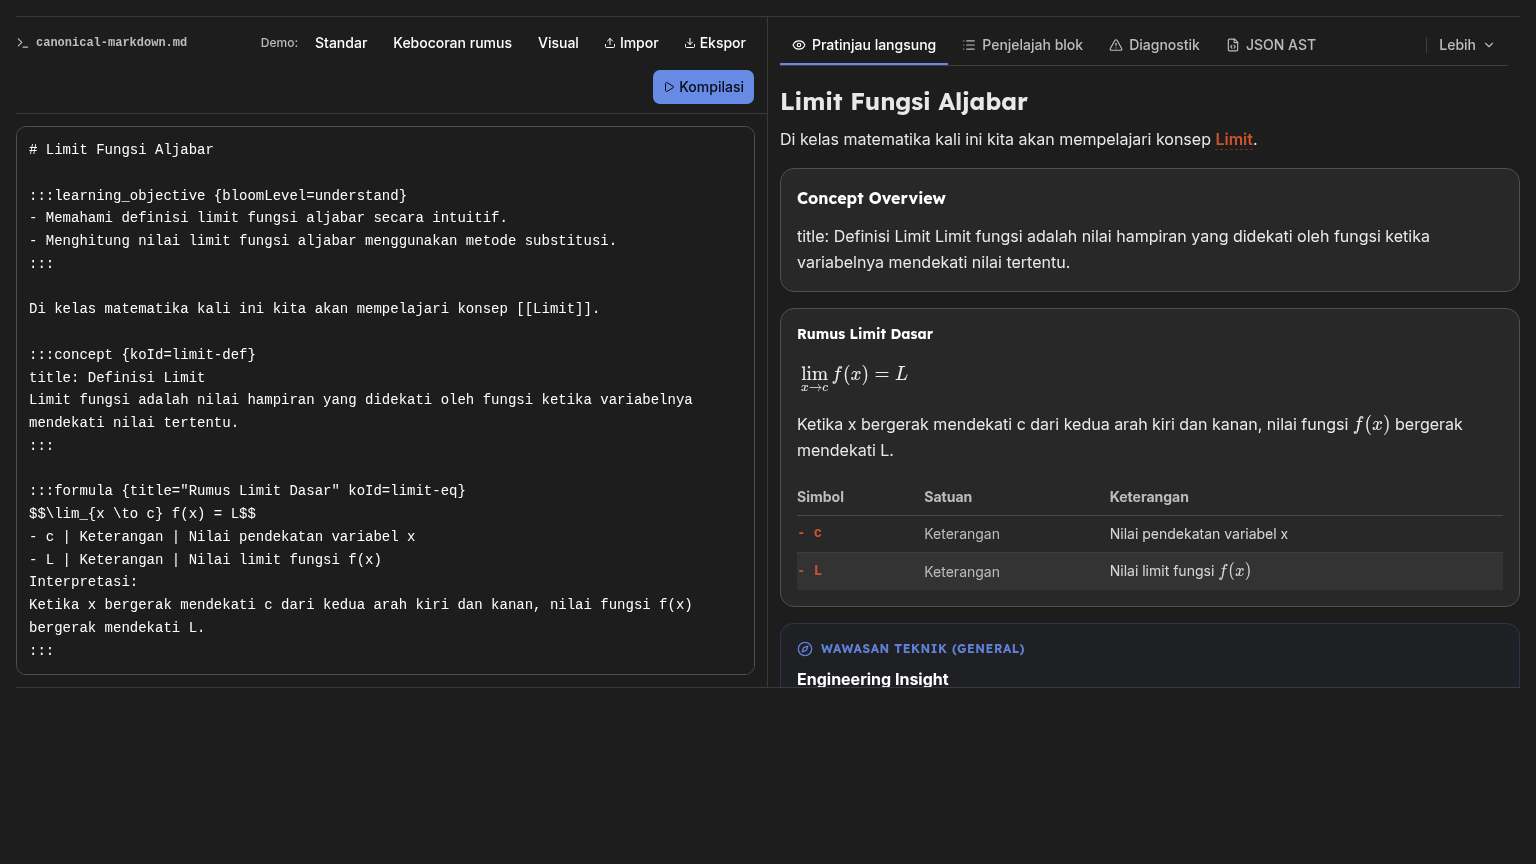 canonical-markdown.md
Demo: Standar Kebocoran rumus Visual Impor Ekspor
Kompilasi
# Limit Fungsi Aljabar
:::learning_objective {bloomLevel=understand}
- Memahami definisi limit fungsi aljabar secara intuitif.
- Menghitung nilai limit fungsi aljabar menggunakan metode substitusi.
:::
Di kelas matematika kali ini kita akan mempelajari konsep [[Limit]].
:::concept {koId=limit-def}
title: Definisi Limit
Limit fungsi adalah nilai hampiran yang didekati oleh fungsi ketika variabelnya
mendekati nilai tertentu.
:::
:::formula {title="Rumus Limit Dasar" koId=limit-eq}
$$\lim_{x \to c} f(x) = L$$
- c | Keterangan | Nilai pendekatan variabel x
- L | Keterangan | Nilai limit fungsi f(x)
Interpretasi:
Ketika x bergerak mendekati c dari kedua arah kiri dan kanan, nilai fungsi f(x)
bergerak mendekati L.
:::
Pratinjau langsung Penjelajah blok Diagnostik JSON AST Lebih
Limit Fungsi Aljabar
Di kelas matematika kali ini kita akan mempelajari konsep Limit.
Concept Overview
title: Definisi Limit Limit fungsi adalah nilai hampiran yang didekati oleh fungsi ketika
variabelnya mendekati nilai tertentu.
Rumus Limit Dasar
lim f(x) = L
x→c
Ketika x bergerak mendekati c dari kedua arah kiri dan kanan, nilai fungsi f(x) bergerak
mendekati L.
Simbol Satuan Keterangan
- c Keterangan Nilai pendekatan variabel x
- L Keterangan Nilai limit fungsi f(x)
WAWASAN TEKNIK (GENERAL)
Engineering Insight